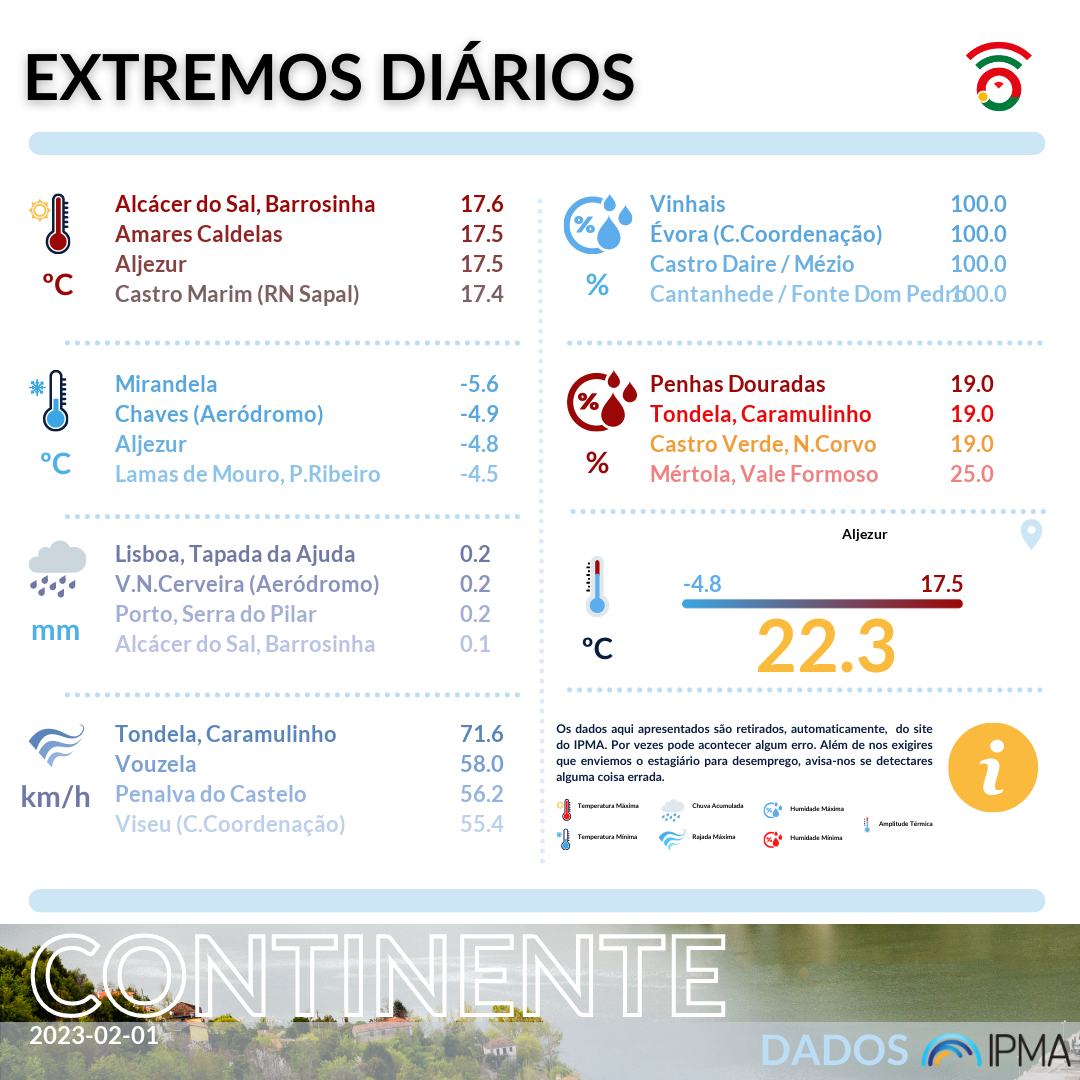 EXTREMOS DIÁRIOS
Alcácer do Sal, Barrosinha 17.6
Amares Caldelas 17.5
Aljezur 17.5
Castro Marim (RN Sapal) 17.4
ºC
Mirandela -5.6
Chaves (Aeródromo) -4.9
Aljezur -4.8
Lamas de Mouro, P.Ribeiro -4.5
ºC
Lisboa, Tapada da Ajuda 0.2
V.N.Cerveira (Aeródromo) 0.2
Porto, Serra do Pilar 0.2
Alcácer do Sal, Barrosinha 0.1
mm
Tondela, Caramulinho 71.6
Vouzela 58.0
Penalva do Castelo 56.2
Viseu (C.Coordenação) 55.4
km/h
%
Vinhais 100.0
Évora (C.Coordenação) 100.0
Castro Daire / Mézio 100.0
Cantanhede / Fonte Dom Pedro 100.0
%
%
Penhas Douradas 19.0
Tondela, Caramulinho 19.0
Castro Verde, N.Corvo 19.0
Mértola, Vale Formoso 25.0
%
Aljezur
-4.8 17.5
22.3
ºC
Os dados aqui apresentados são retirados, automaticamente, do site
do IPMA. Por vezes pode acontecer algum erro. Além de nos exigires
que enviemos o estagiário para desemprego, avisa-nos se detectares
alguma coisa errada.
i
Temperatura Máxima
Chuva Acumulada
Humidade Máxima
Amplitude Térmica
Temperatura Mínima
Rajada Máxima
Humidade Mínima
CONTINENTE
2023-02-01
DADOS IPMA